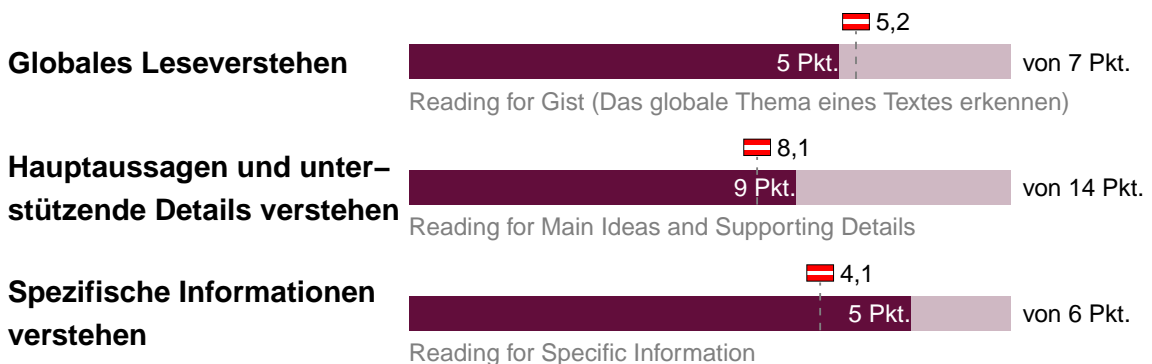 5,2
Globales Leseverstehen 5 Pkt. von 7 Pkt.
Reading for Gist (Das globale Thema eines Textes erkennen)
8,1
Hauptaussagen und unter−
stützende Details verstehen 9 Pkt. von 14 Pkt.
Reading for Main Ideas and Supporting Details
4,1
Spezifische Informationen
verstehen 5 Pkt. von 6 Pkt.
Reading for Specific Information